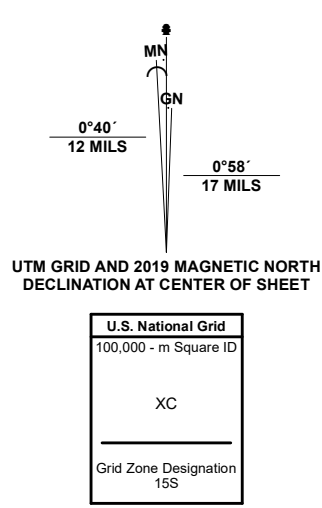 MN
GN
0°40´
12 MILS
0°58´
17 MILS
UTM GRID AND 2019 MAGNETIC NORTH
DECLINATION AT CENTER OF SHEET
U.S. National Grid
100,000 - m Square ID
XC
Grid Zone Designation
15S